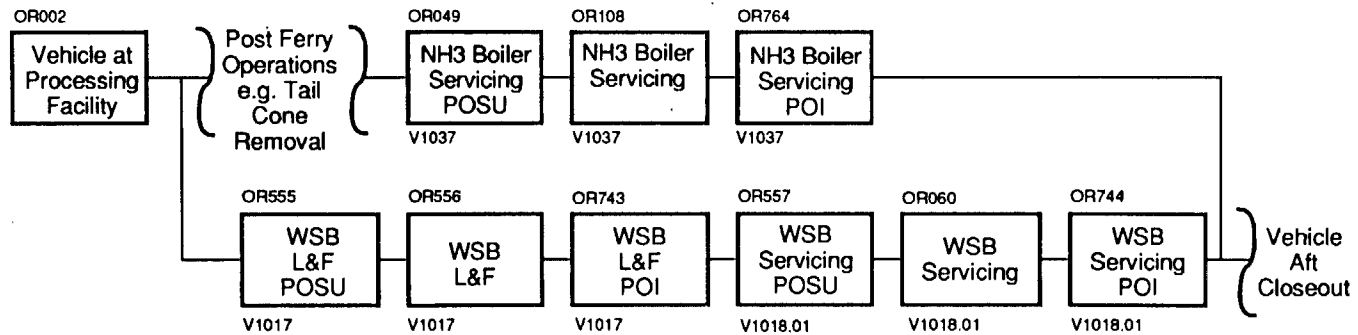 OR002
Vehicle at
Processing
Facility
Post Ferry
Operations
e.g. Tail
Cone
Removal
OR049
NH3 Boiler
Servicing
POSU
V1037
OR108
NH3 Boiler
Servicing
V1037
OR764
NH3 Boiler
Servicing
POI
V1037
OR555
WSB
L&F
POSU
V1017
OR556
WSB
L&F
V1017
OR743
WSB
L&F
POI
V1017
OR557
WSB
Servicing
POSU
V1018.01
OR060
WSB
Servicing
V1018.01
OR744
WSB
Servicing
POI
V1018.01
Vehicle
Aft
Closeout